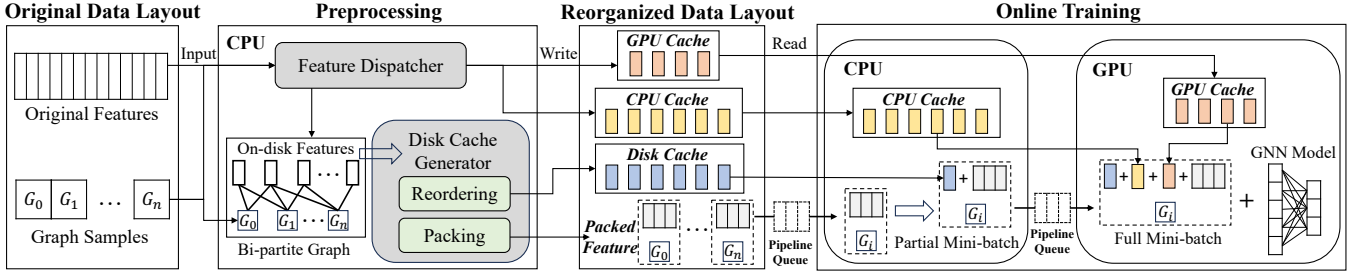 Original Data Layout
Preprocessing
Reorganized Data Layout
Online Training
Original Features
G0 G1 ... Gn
Graph Samples
Input
CPU
Feature Dispatcher
On-disk Features
...
G0 G1 ... Gn
Bi-partite Graph
Disk Cache
Generator
Reordering
Packing
Write
GPU Cache
CPU Cache
Disk Cache
Packed
Feature
...
G0 Gn
Read
Pipeline
Queue
CPU
CPU Cache
Gi
+
Gi
Partial Mini-batch
Pipeline
Queue
GPU
GPU Cache
+ + +
Gi
Full Mini-batch
+
GNN Model